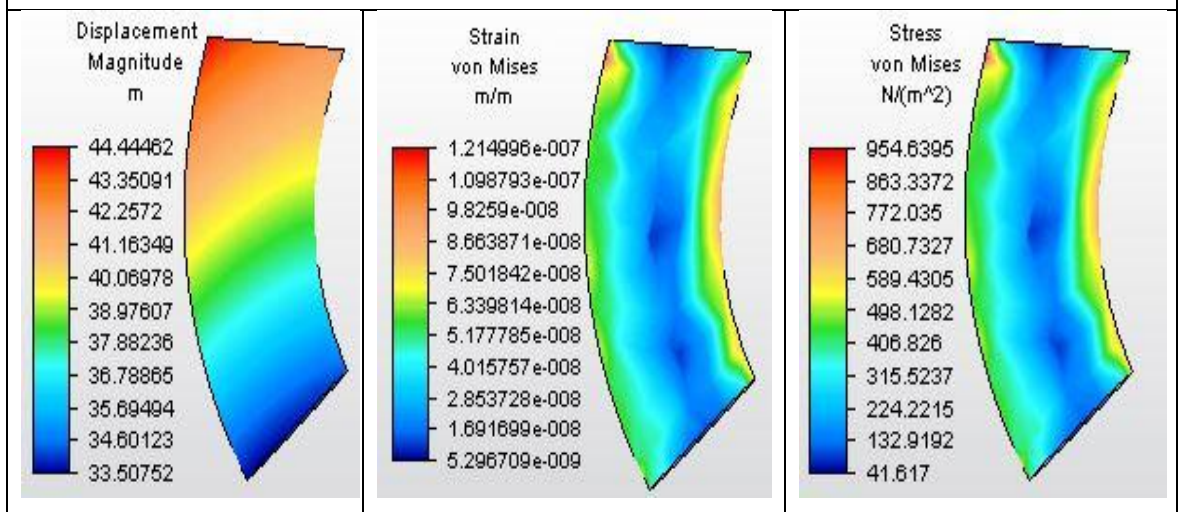 Displacement
Magnitude
m
44.44462
43.35091
42.2572
41.16349
40.06978
38.97607
37.88236
36.78865
35.69494
34.60123
33.50752
Strain
von Mises
m/m
1.214996e-007
1.098793e-007
9.8259e-008
8.663871e-008
7.501842e-008
6.339814e-008
5.177785e-008
4.015757e-008
2.853728e-008
1.691699e-008
5.296709e-009
Stress
von Mises
N/(m^2)
954.6395
863.3372
772.035
680.7327
589.4305
498.1282
406.826
315.5237
224.2215
132.9192
41.617